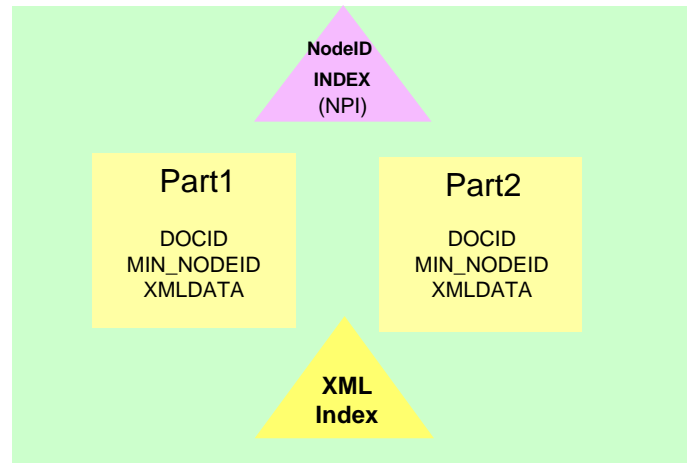 NodeID
INDEX
(NPI)
Part1
DOCID
MIN_NODEID
XMLDATA
Part2
DOCID
MIN_NODEID
XMLDATA
XML
Index